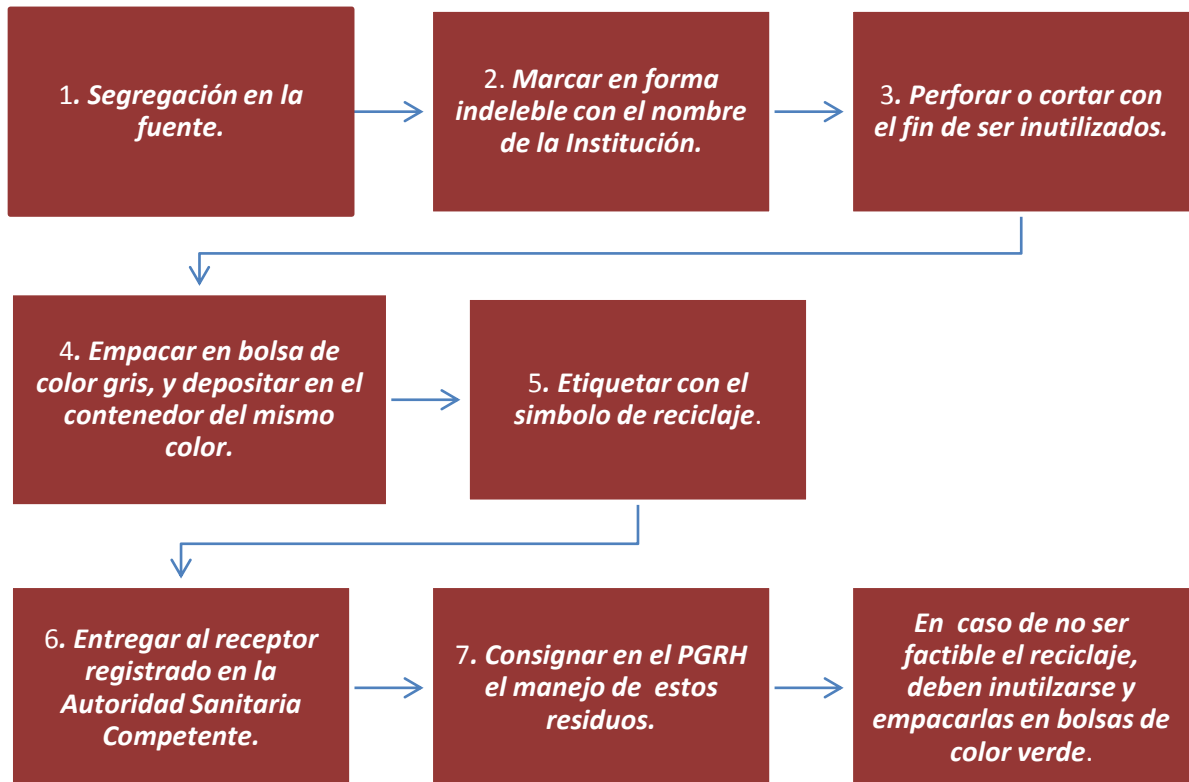 1. Segregación en la
fuente.
2. Marcar en forma
indeleble con el nombre
de la Institución.
3. Perforar o cortar con
el fin de ser inutilizados.
4. Empacar en bolsa de
color gris, y depositar en el
contenedor del mismo
color.
5. Etiquetar con el
simbolo de reciclaje.
6. Entregar al receptor
registrado en la
Autoridad Sanitaria
Competente.
7. Consignar en el PGRH
el manejo de estos
residuos.
En caso de no ser
factible el reciclaje,
deben inutilzarse y
empacarlas en bolsas de
color verde.